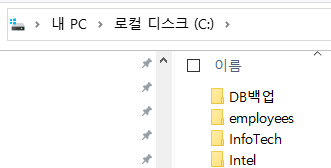 내 PC > 로컬 디스크 (C:) >
이름
DB백업
employees
InfoTech
Intel